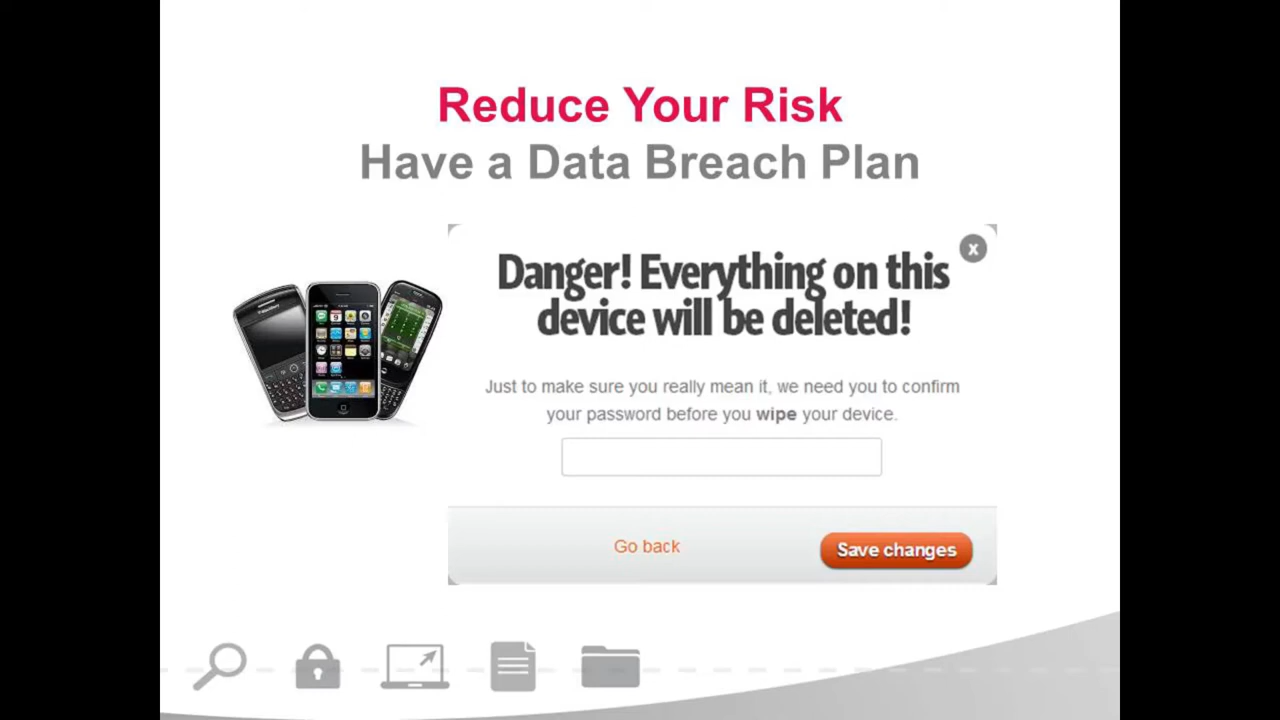 Reduce Your Risk
Have a Data Breach Plan
x
Danger! Everything on this
device will be deleted!
Just to make sure you really mean it, we need you to confirm
your password before you wipe your device.
Go back
Save changes